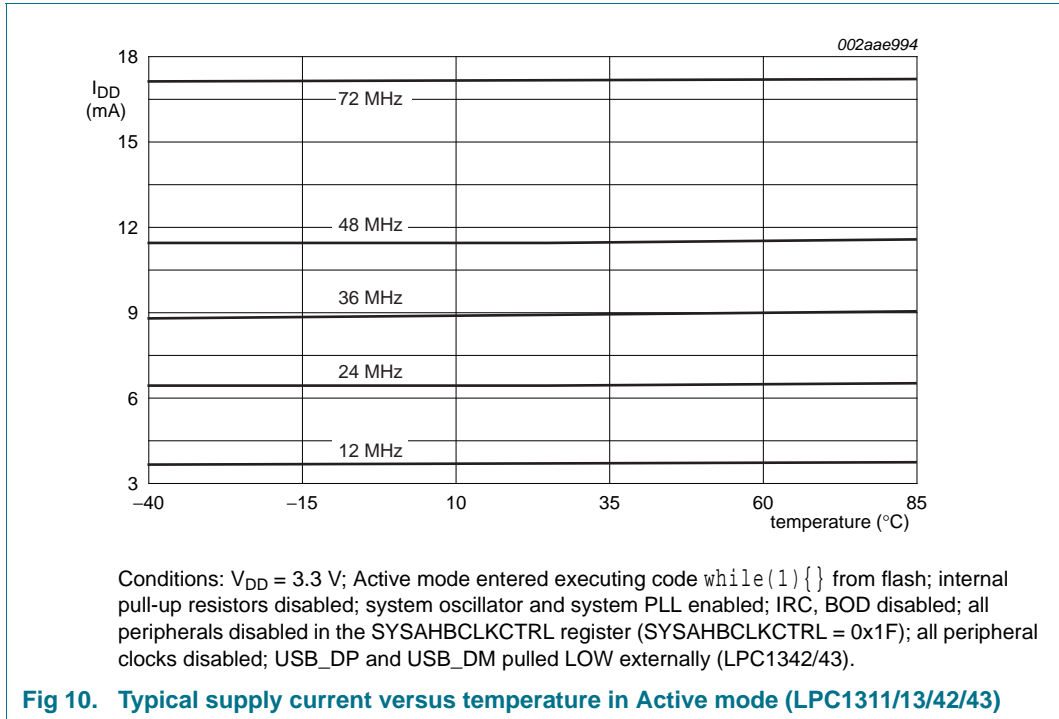 002aae994
18
I_DD
(mA)
72 MHz
15
12
48 MHz
36 MHz
9
24 MHz
6
12 MHz
3
−40 −15 10 35 60 85
temperature (°C)
Conditions: V_DD = 3.3 V; Active mode entered executing code while(1){} from flash; internal
pull-up resistors disabled; system oscillator and system PLL enabled; IRC, BOD disabled; all
peripherals disabled in the SYSAHBCLKCTRL register (SYSAHBCLKCTRL = 0x1F); all peripheral
clocks disabled; USB_DP and USB_DM pulled LOW externally (LPC1342/43).
Fig 10. Typical supply current versus temperature in Active mode (LPC1311/13/42/43)